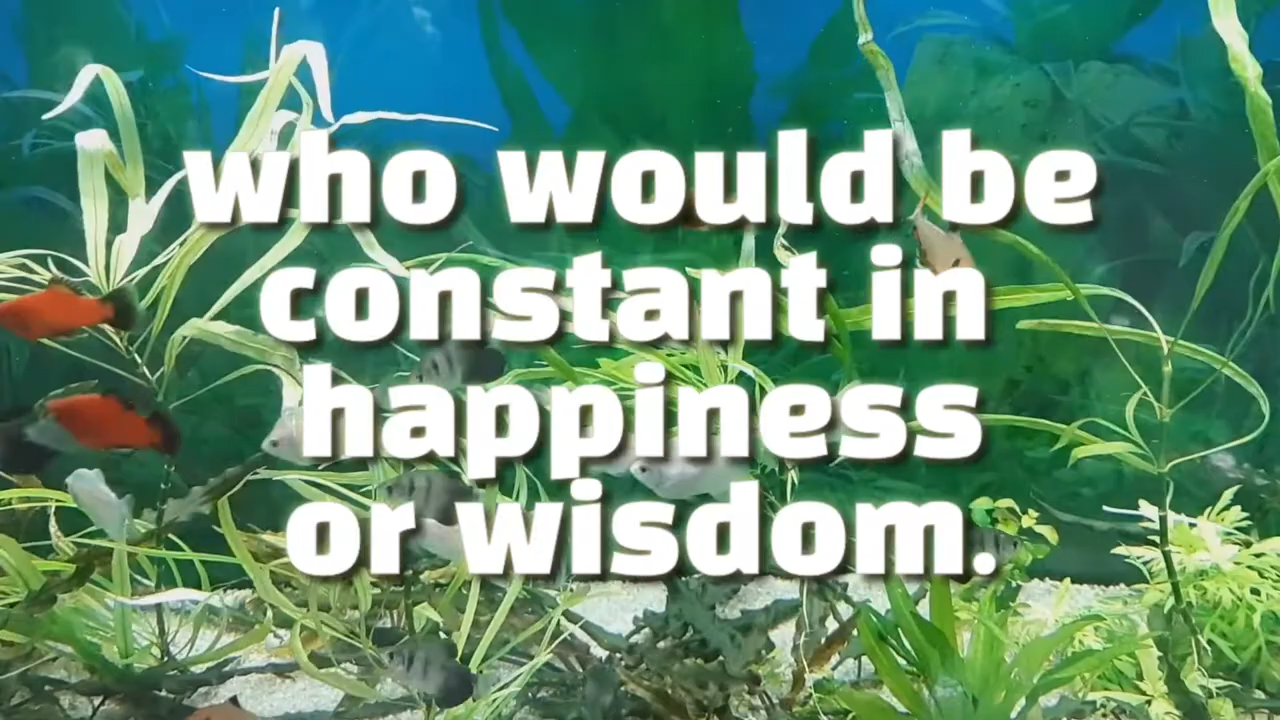 who would be
constant in
happiness
or wisdom.